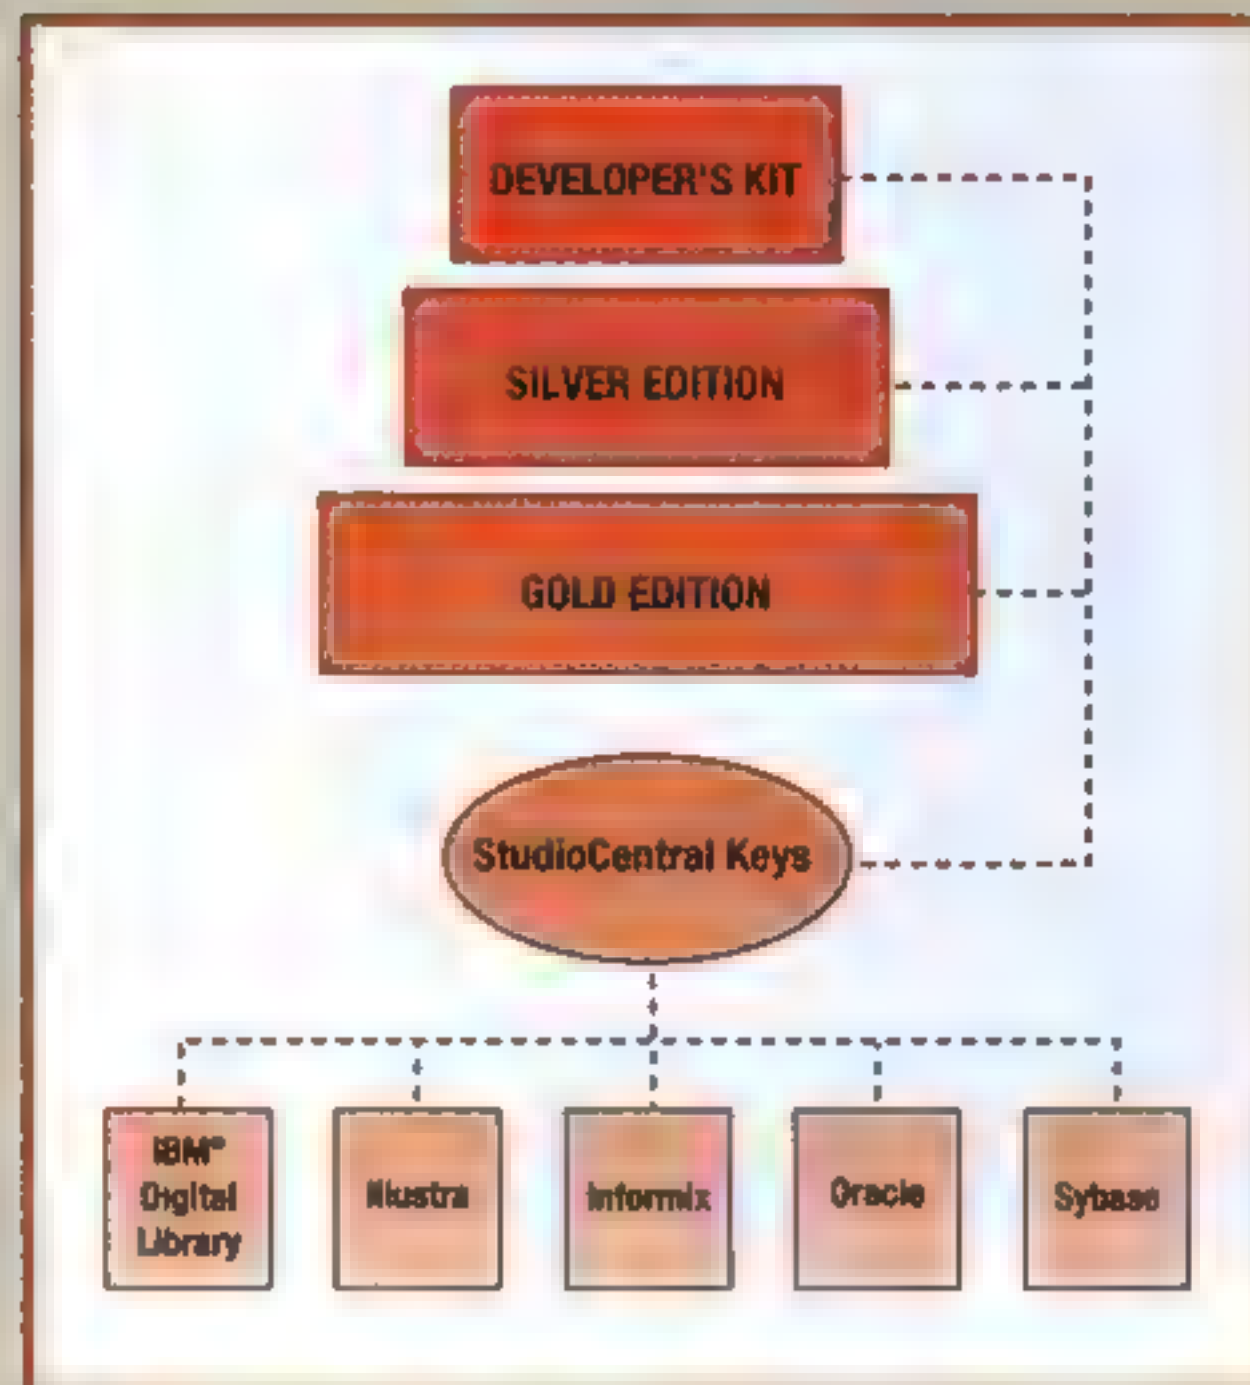 DEVELOPER'S KIT
SILVER EDITION
GOLD EDITION
StudioCentral Keys
IBM®
Digital
Library
Illustra
Informix
Oracle
Sybase